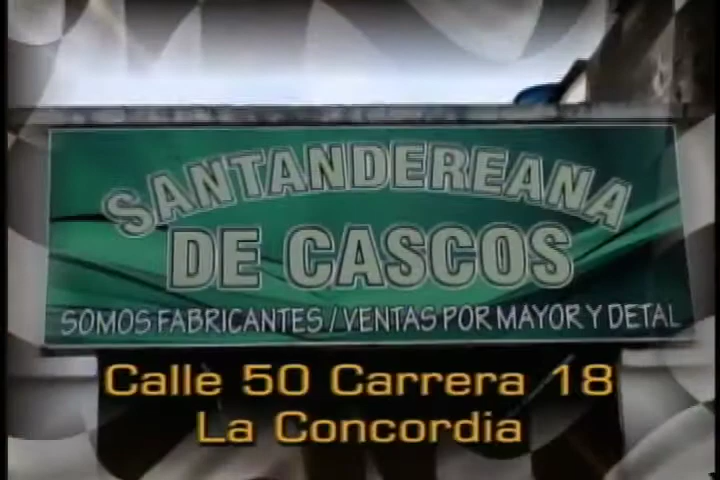 SANTANDEREANA
DE CASCOS
SOMOS FABRICANTES / VENTAS POR MAYOR Y DETAL
Calle 50 Carrera 18
La Concordia